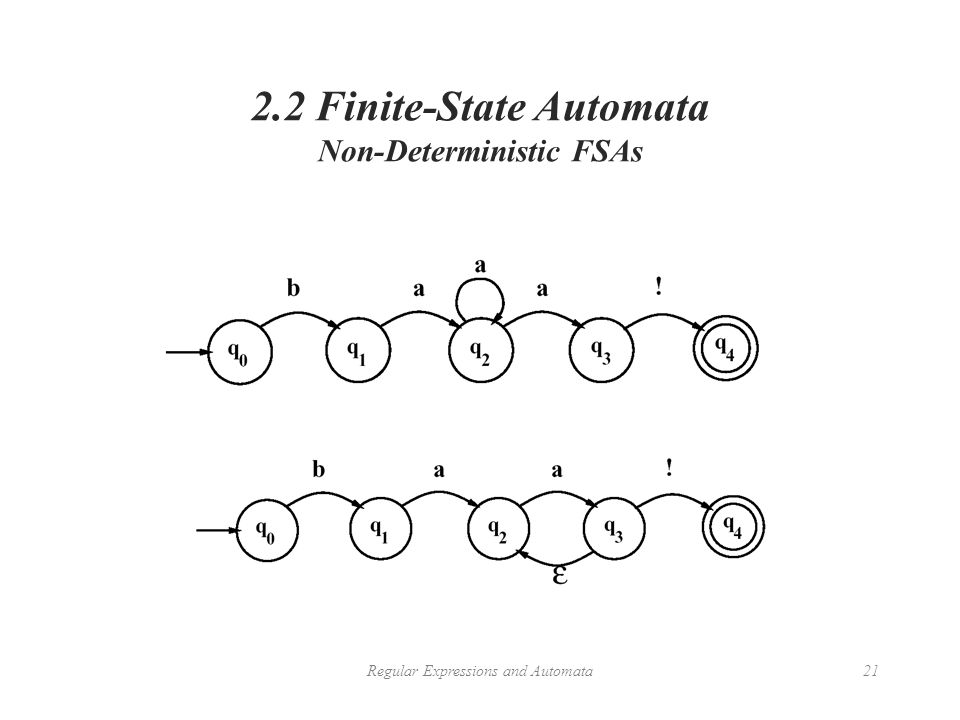 2.2 Finite-State Automata
Non-Deterministic FSAs
a
b a a !
q0 q1 q2 q3 q4
b a a !
q0 q1 q2 q3 q4
ε
Regular Expressions and Automata 21